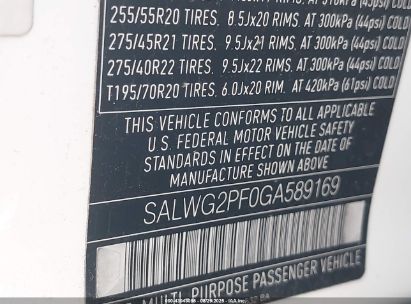 255/55R20 TIRES. 8.5Jx20 RIMS. AT 300kPa (44psi) COLD
275/45R21 TIRES. 9.5Jx21 RIMS. AT 300kPa (44psi) COLD
275/40R22 TIRES. 9.5Jx22 RIMS. AT 300kPa (44psi) COLD
T195/70R20 TIRES. 6.0Jx20 RIM. AT 420kPa (61psi) COLD
THIS VEHICLE CONFORMS TO ALL APPLICABLE
U.S. FEDERAL MOTOR VEHICLE SAFETY
STANDARDS IN EFFECT ON THE DATE OF
MANUFACTURE SHOWN ABOVE
SALWG2PF0GA589169
MULTI-PURPOSE PASSENGER VEHICLE